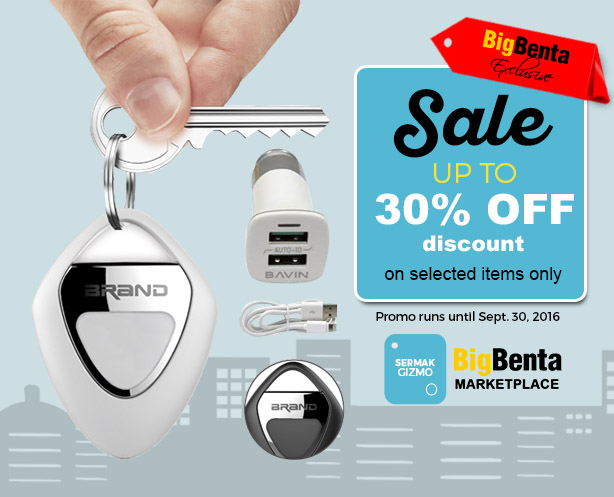 BigBenta
Exclusive
Sale
UP TO
30% OFF
discount
on selected items only
Promo runs until Sept. 30, 2016
SERMAK
GIZMO
BigBenta
MARKETPLACE
AUTO-ID
BAVIN
BRAND
BRAND